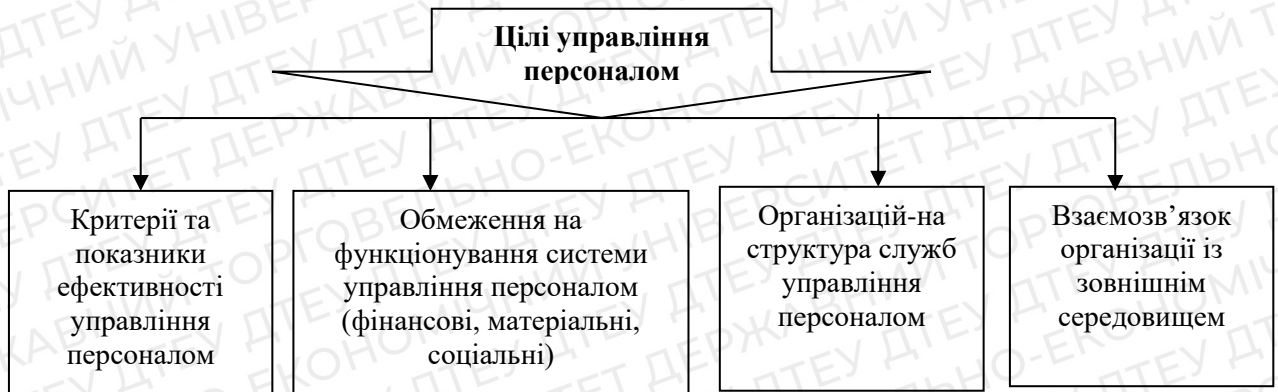 Цілі управління
персоналом
Критерії та
показники
ефективності
управління
персоналом
Обмеження на
функціонування системи
управління персоналом
(фінансові, матеріальні,
соціальні)
Організацій-на
структура служб
управління
персоналом
Взаємозв’язок
організації із
зовнішнім
середовищем